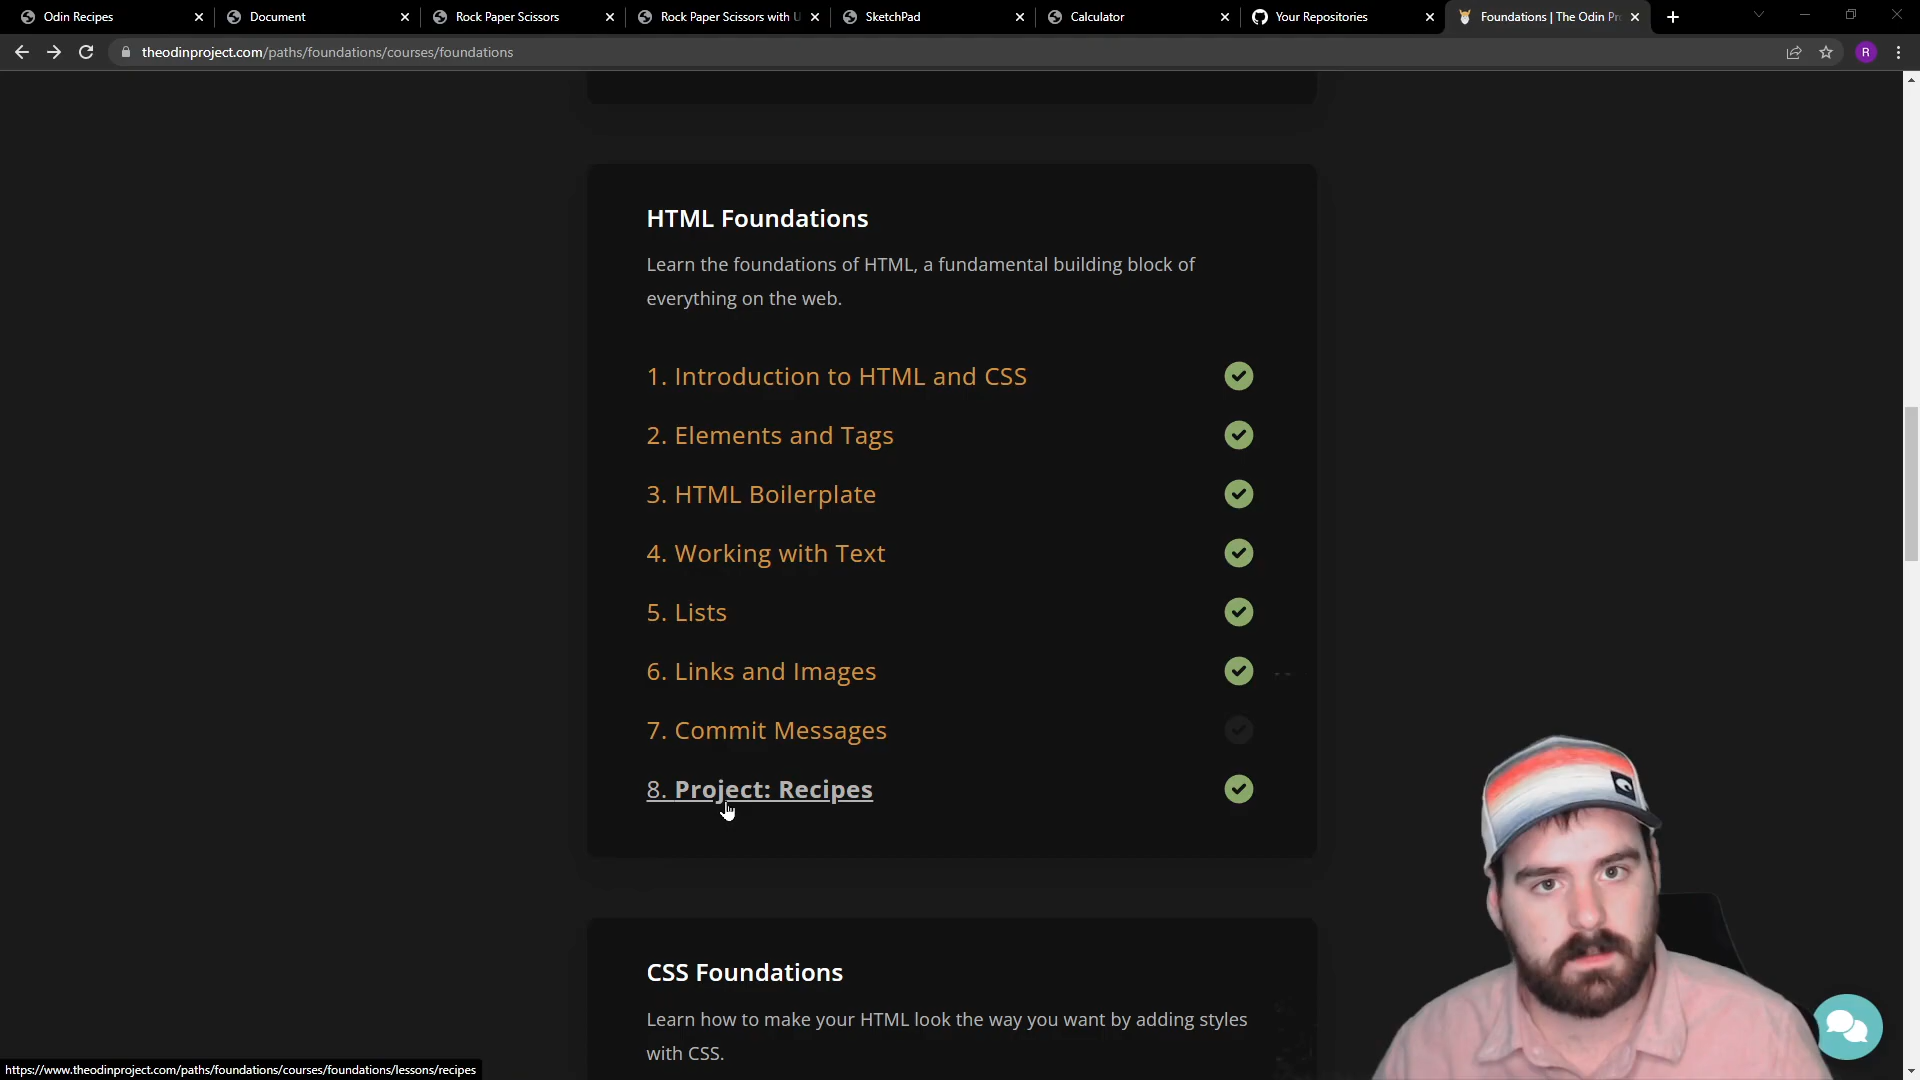 Odin Recipes
Document
Rock Paper Scissors
Rock Paper Scissors with U
SketchPad
Calculator
Your Repositories
Foundations | The Odin Pr
theodinproject.com/paths/foundations/courses/foundations
R
HTML Foundations
Learn the foundations of HTML, a fundamental building block of
everything on the web.
1. Introduction to HTML and CSS
2. Elements and Tags
3. HTML Boilerplate
4. Working with Text
5. Lists
6. Links and Images
7. Commit Messages
8. Project: Recipes
CSS Foundations
Learn how to make your HTML look the way you want by adding styles
with CSS.
https://www.theodinproject.com/paths/foundations/courses/foundations/lessons/recipes